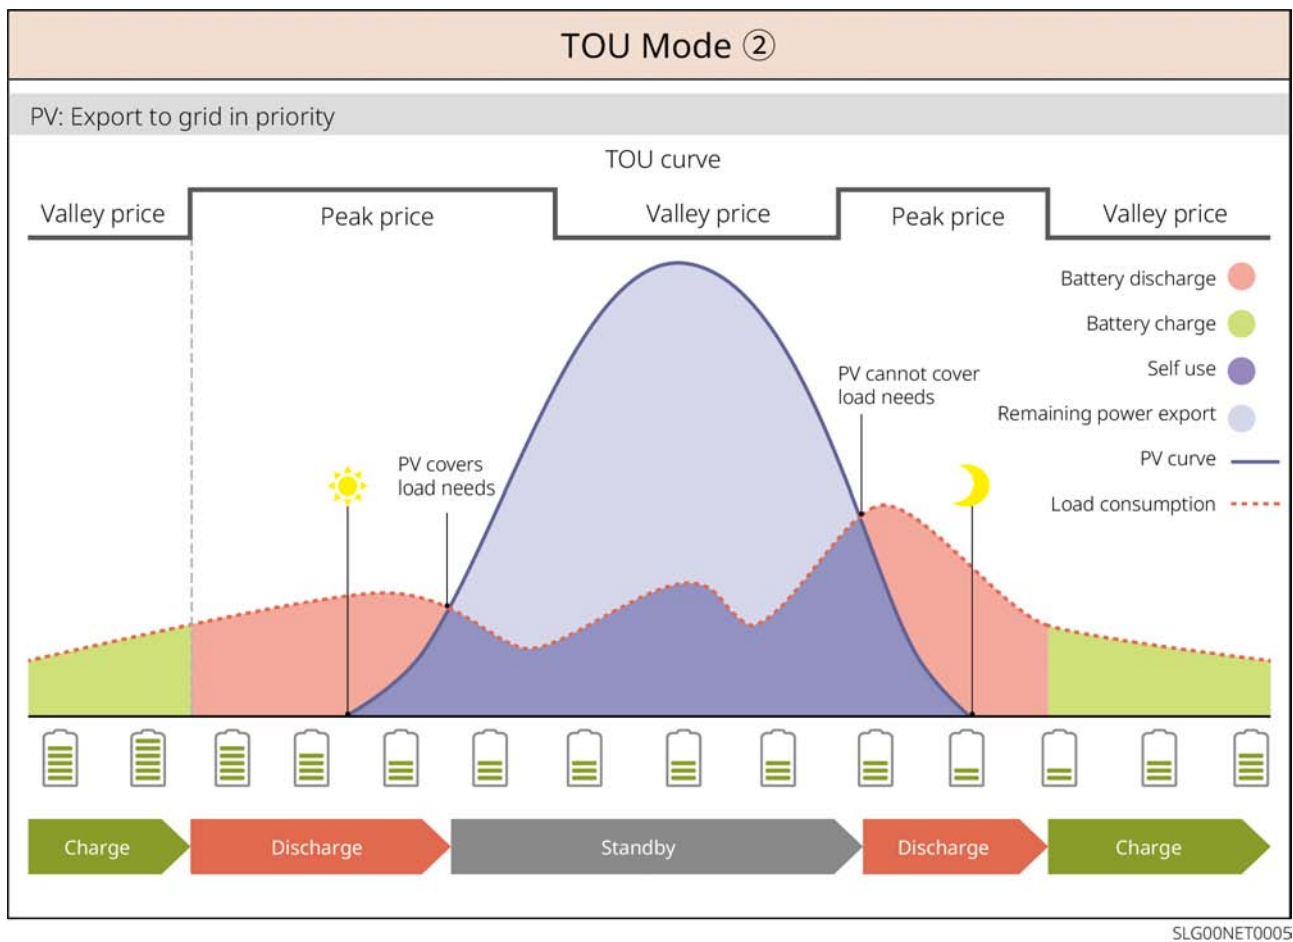 TOU Mode ②
PV: Export to grid in priority
TOU curve
Valley price
Peak price
Valley price
Peak price
Valley price
Battery discharge
Battery charge
Self use
Remaining power export
PV curve
Load consumption
PV cannot cover
load needs
PV covers
load needs
Charge
Discharge
Standby
Discharge
Charge
SLG00NET0005